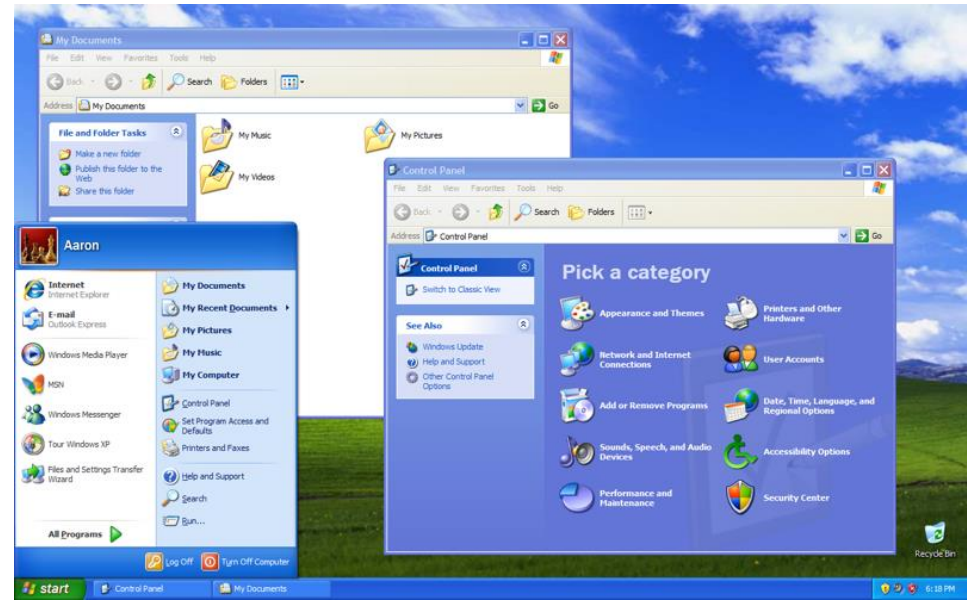 My Documents
File Edit View Favorites Tools Help
Back Search Folders
Address My Documents Go
File and Folder Tasks
Make a new folder
Publish this folder to the
Web
Share this folder
My Music
My Pictures
My Videos
Control Panel
File Edit View Favorites Tools Help
Back Search Folders
Address Control Panel Go
Control Panel
Switch to Classic View
See Also
Windows Update
Help and Support
Other Control Panel
Options
Pick a category
Appearance and Themes
Printers and Other
Hardware
Network and Internet
Connections
User Accounts
Add or Remove Programs
Date, Time, Language, and
Regional Options
Sounds, Speech, and Audio
Devices
Accessibility Options
Performance and
Maintenance
Security Center
Aaron
Internet
Internet Explorer
E-mail
Outlook Express
Windows Media Player
MSN
Windows Messenger
Tour Windows XP
Files and Settings Transfer
Wizard
All Programs
My Documents
My Recent Documents
My Pictures
My Music
My Computer
Control Panel
Set Program Access and
Defaults
Printers and Faxes
Help and Support
Search
Run...
Log Off Turn Off Computer
Recycle Bin
start Control Panel My Documents 6:18 PM